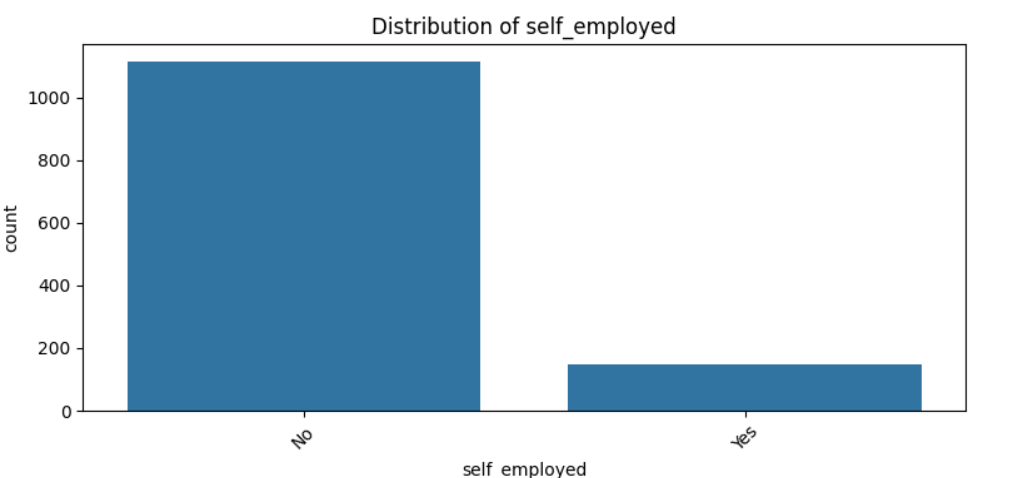 Distribution of self_employed
1000
800
600
400
200
0
count
No
Yes
self_employed